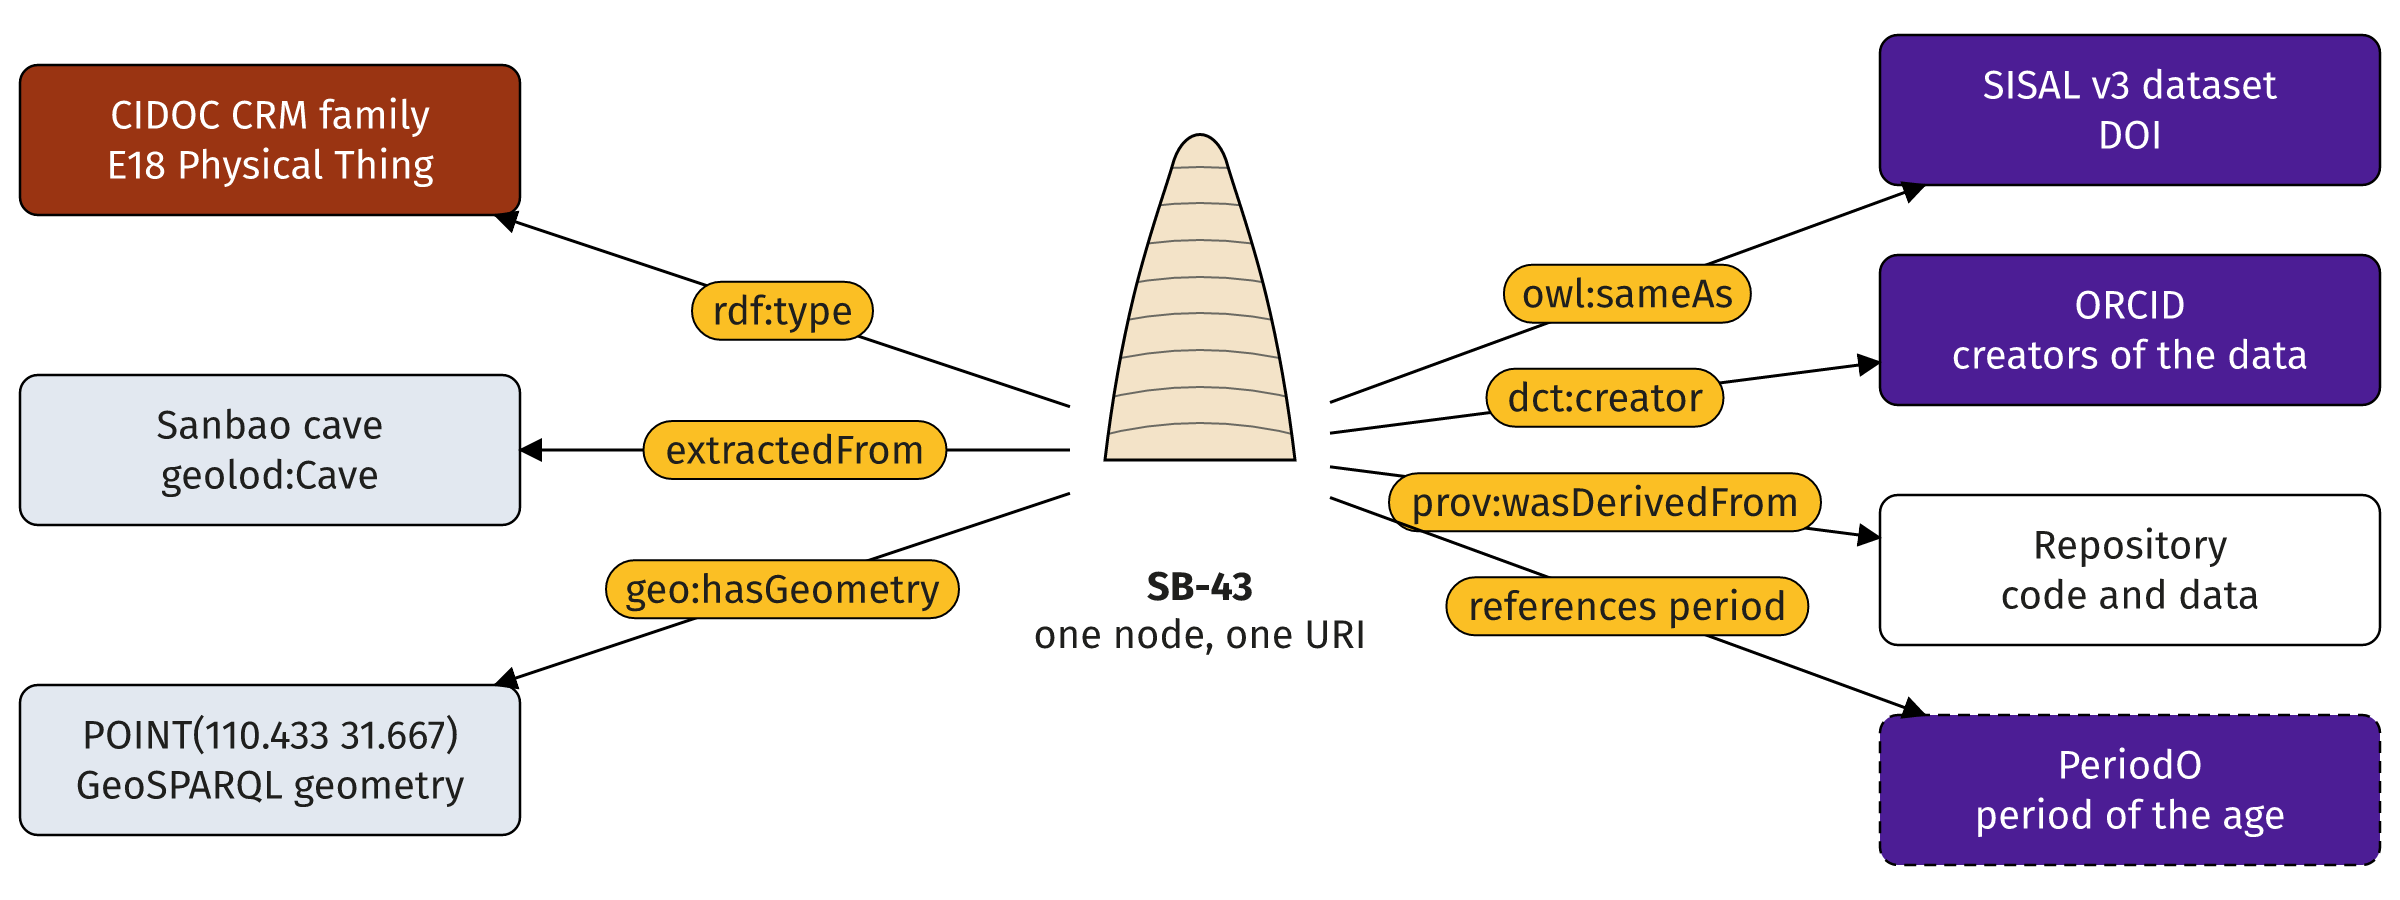 CIDOC CRM family
E18 Physical Thing
rdf:type
Sanbao cave
geolod:Cave
extractedFrom
geo:hasGeometry
POINT(110.433 31.667)
GeoSPARQL geometry
SB-43
one node, one URI
SISAL v3 dataset
DOI
owl:sameAs
ORCID
creators of the data
dct:creator
prov:wasDerivedFrom
Repository
code and data
references period
PeriodO
period of the age